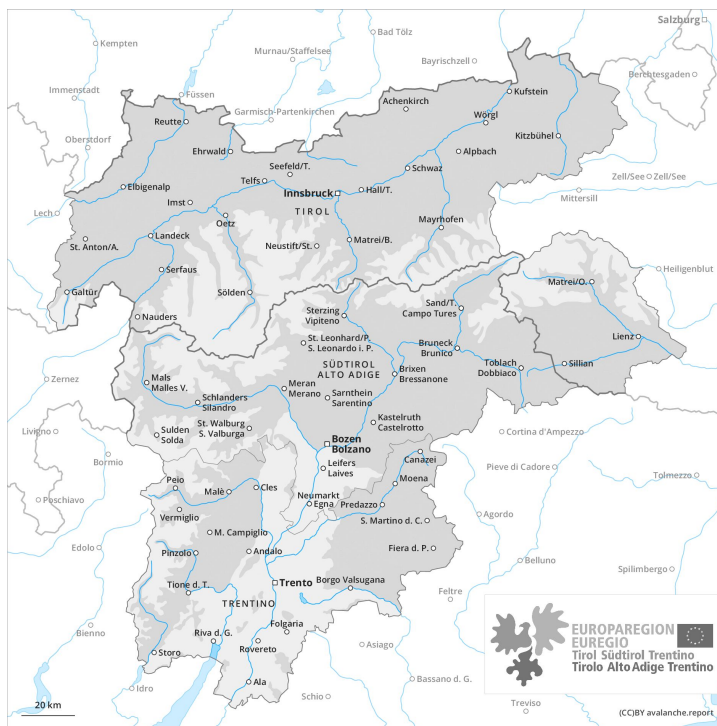 Salzburg
Kempten
Bad Tölz
Murnau/Staffelsee
Bayrischzell
Berchtesgaden
Immenstadt
Füssen
Kufstein
Achenkirch
Garmisch-Partenkirchen
Reutte
Wörgl
Oberstdorf
Kitzbühel
Ehrwald
Alpbach
Seefeld/T.
Schwaz
Telfs
Zell/See
Zell/See
Elbigenalp
Innsbruck
Hall/T.
Mittersill
Imst
TIROL
Lech
Oetz
Mayrhofen
Landeck
St. Anton/A.
Neustift/St.
Matrei/B.
Serfaus
Heiligenblut
Matrei/O.
Galtür
Sölden
Sand/T.
Campo Tures
Nauders
Sterzing
Vipiteno
Lienz
St. Leonhard/P.
S. Leonardo i. P.
Bruneck
Brunico
SÜDTIROL
ALTO ADIGE
Toblach
Dobbiaco
Sillian
Brixen
Bressanone
Zernez
Mals
Malles V.
Meran
Merano
Sarnthein
Sarentino
Schlanders
Silandro
St. Walburg
S. Valburga
Kastelruth
Castelrotto
Livigno
Sulden
Solda
Cortina d'Ampezzo
Bozen
Bolzano
Canazei
Bormio
Leifers
Laives
Pieve di Cadore
Tolmezzo
Peio
Malè
Cles
Moena
Poschiavo
Neumarkt
Egna
Predazzo
Vermiglio
Agordo
S. Martino d. C.
M. Campiglio
Edolo
Pinzolo
Andalo
Fiera d. P.
Belluno
Spilimbergo
Tione d. T.
Trento
Borgo Valsugana
Feltre
TRENTINO
Folgaria
Bienno
Riva d. G.
Rovereto
Asiago
Storo
Bassano d. G.
Ala
Idro
Schio
Treviso
EUROPAREGION
EUREGIO
Tirol Südtirol Trentino
Tirolo Alto Adige Trentino
20 km
(CC)BY avalanche.report